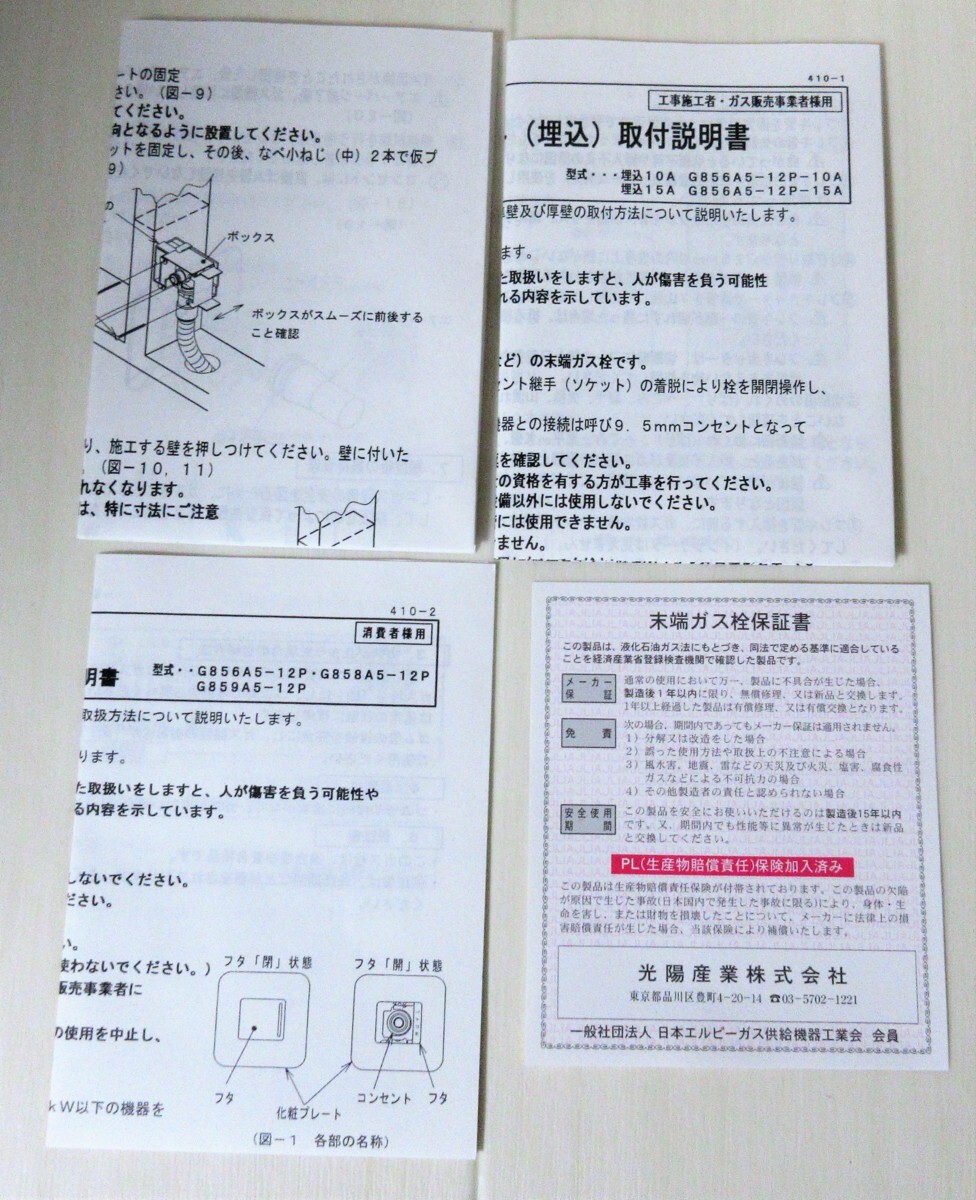 ートの固定
さい。（図－9）
てください。
向となるように設置してください。
ットを固定し、その後、なべ小ねじ（中）2本で仮プ
9）
の
ボックス
ボックスがスムーズに前後する
こと確認
り、施工する壁を押しつけてください。壁に付いた
。（図－10，11）
れなくなります。
は、特に寸法にご注意
410-1
工事施工者・ガス販売事業者様用
（埋込）取付説明書
型式・・・埋込10A G856A5-12P-10A
埋込15A G856A5-12P-15A
壁及び厚壁の取付方法について説明いたします。
ます。
た取扱いをしますと、人が傷害を負う可能性
れる内容を示しています。
など）の末端ガス栓です。
セント継手（ソケット）の着脱により栓を開閉操作し、
機器との接続は呼び9．5mmコンセントとなって
を確認してください。
の資格を有する方が工事を行ってください。
備以外には使用しないでください。
には使用できません。
ません。
410-2
消費者様用
明書 型式・・G856A5-12P・G858A5-12P
G859A5-12P
取扱方法について説明いたします。
ります。
た取扱いをしますと、人が傷害を負う可能性や
る内容を示しています。
しないでください。
ださい。
い。
使わないでください。）
販売事業者に
の使用を中止し、
kW以下の機器を
フタ「閉」状態 フタ「開」状態
フタ 化粧プレート コンセント フタ
（図－1 各部の名称）
末端ガス栓保証書
この製品は、液化石油ガス法にもとづき、同法で定める基準に適合している
ことを経済産業省登録検査機関で確認した製品です。
メーカー保証 通常の使用において万一、製品に不具合が生じた場合、
製造後1年以内に限り、無償修理、又は新品と交換します。
1年以上経過した製品は有償修理、又は有償交換となります。
免責 次の場合、期間内であってもメーカー保証は適用されません。
1）分解又は改造をした場合
2）誤った使用方法や取扱上の不注意による場合
3）風水害、地震、雷などの天災及び火災、塩害、腐食性
ガスなどによる不可抗力の場合
4）その他製造者の責任と認められない場合
安全使用期間 この製品を安全にお使いいただけるのは製造後15年以内
です。又、期間内でも性能等に異常が生じたときは新品
と交換してください。
PL（生産物賠償責任）保険加入済み
この製品は生産物賠償責任保険が付帯されております。この製品の欠陥
が原因で生じた事故（日本国内で発生した事故に限る）により、身体・生
命を害し、または財物を損壊したことについて、メーカーに法律上の損
害賠償責任が生じた場合、当該保険により補償いたします。
光陽産業株式会社
東京都品川区豊町4-20-14 ☎03-5702-1221
一般社団法人 日本エルピーガス供給機器工業会 会員